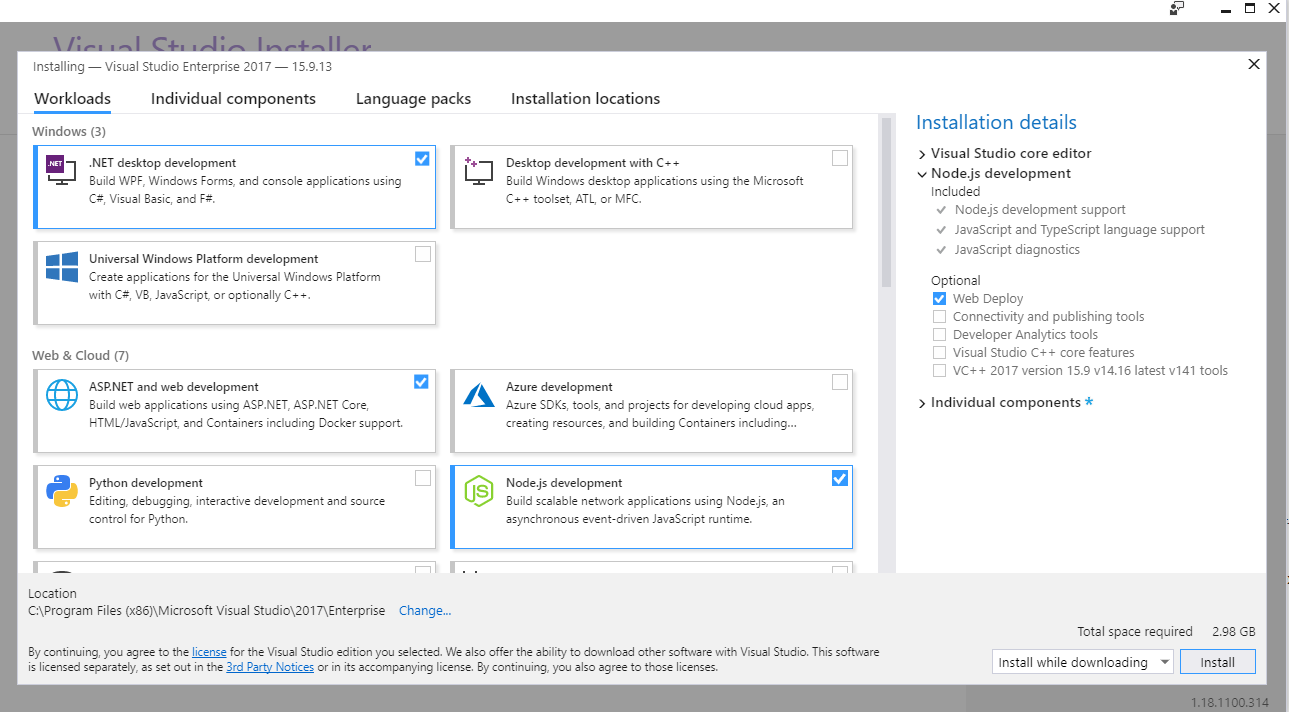 Visual Studio Installer
Installing — Visual Studio Enterprise 2017 — 15.9.13
Workloads
Individual components
Language packs
Installation locations
Windows (3)
.NET
.NET desktop development
Build WPF, Windows Forms, and console applications using
C#, Visual Basic, and F#.
Desktop development with C++
Build Windows desktop applications using the Microsoft
C++ toolset, ATL, or MFC.
Universal Windows Platform development
Create applications for the Universal Windows Platform
with C#, VB, JavaScript, or optionally C++.
Web & Cloud (7)
ASP.NET and web development
Build web applications using ASP.NET, ASP.NET Core,
HTML/JavaScript, and Containers including Docker support.
Azure development
Azure SDKs, tools, and projects for developing cloud apps,
creating resources, and building Containers including...
Python development
Editing, debugging, interactive development and source
control for Python.
JS
Node.js development
Build scalable network applications using Node.js, an
asynchronous event-driven JavaScript runtime.
Installation details
Visual Studio core editor
Node.js development
Included
Node.js development support
JavaScript and TypeScript language support
JavaScript diagnostics
Optional
Web Deploy
Connectivity and publishing tools
Developer Analytics tools
Visual Studio C++ core features
VC++ 2017 version 15.9 v14.16 latest v141 tools
Individual components *
Location
C:\Program Files (x86)\Microsoft Visual Studio\2017\Enterprise Change...
Total space required 2.98 GB
By continuing, you agree to the license for the Visual Studio edition you selected. We also offer the ability to download other software with Visual Studio. This software
is licensed separately, as set out in the 3rd Party Notices or in its accompanying license. By continuing, you also agree to those licenses.
Install while downloading
Install
1.18.1100.314